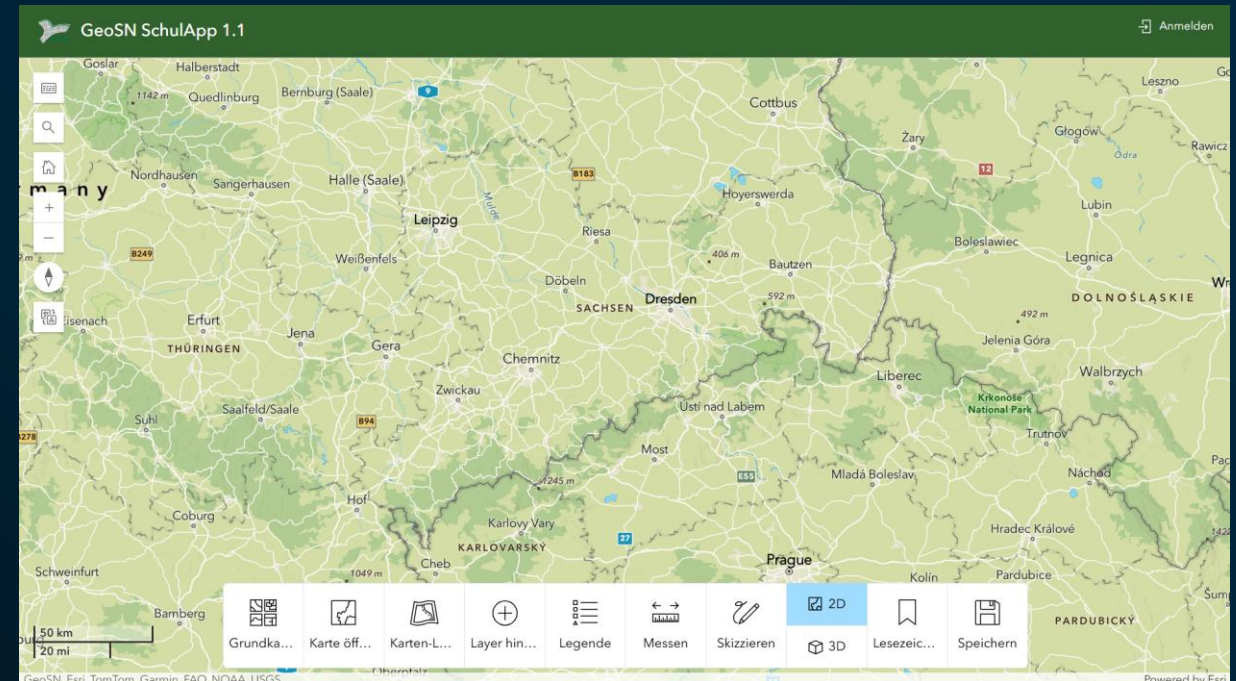 GeoSN SchulApp 1.1
Anmelden
Goslar
Halberstadt
1142 m
Quedlinburg
Bernburg (Saale)
9
Cottbus
Leszno
Żary
Głogów
Odra
Rawicz
Nordhausen
Sangerhausen
Halle (Saale)
B183
Mulde
Hoyerswerda
12
Lubin
many
Leipzig
Riesa
B249
Weißenfels
406 m
Bautzen
Boleslawiec
Legnica
Döbeln
SACHSEN
Dresden
592 m
DOLNOŚLĄSKIE
Eisenach
Erfurt
THÜRINGEN
Jena
Gera
Chemnitz
492 m
Jelenia Góra
Zwickau
Liberec
Walbrzych
Suhl
Saalfeld/Saale
B94
Ústí nad Labem
Krkonoše
National Park
B278
Trutnov
Most
E55
Mladá Boleslav
Náchod
1245 m
Hof
Coburg
Karlovy Vary
27
Hradec Králové
KARLOVARSKÝ
Cheb
Prague
Schweinfurt
1049 m
Kolín
Pardubice
Bamberg
PARDUBICKÝ
50 km
20 mi
Grundka...
Karte öff...
Karten-L...
Layer hin...
Legende
Messen
Skizzieren
2D
3D
Lesezeic...
Speichern
GeoSN, Esri, TomTom, Garmin, FAO, NOAA, USGS
Powered by Esri